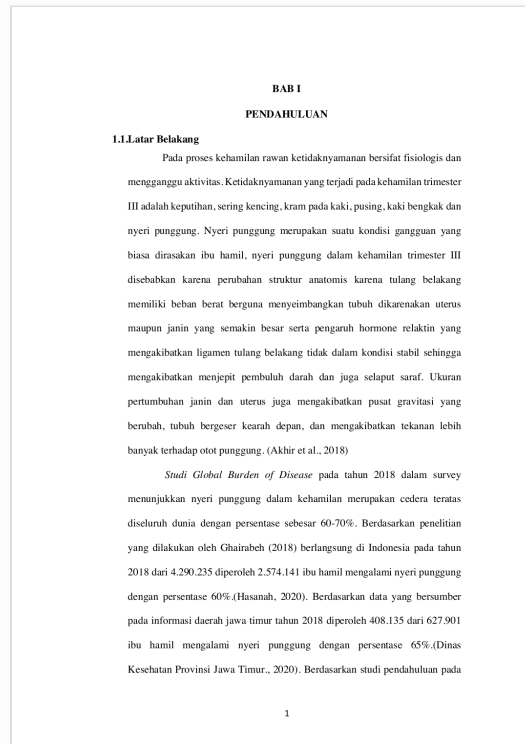 BAB I
PENDAHULUAN
1.1.Latar Belakang
Pada proses kehamilan rawan ketidaknyamanan bersifat fisiologis dan
mengganggu aktivitas. Ketidaknyamanan yang terjadi pada kehamilan trimester
III adalah keputihan, sering kencing, kram pada kaki, pusing, kaki bengkak dan
nyeri punggung. Nyeri punggung merupakan suatu kondisi gangguan yang
biasa dirasakan ibu hamil, nyeri punggung dalam kehamilan trimester III
disebabkan karena perubahan struktur anatomis karena tulang belakang
memiliki beban berat berguna menyeimbangkan tubuh dikarenakan uterus
maupun janin yang semakin besar serta pengaruh hormone relaktin yang
mengakibatkan ligamen tulang belakang tidak dalam kondisi stabil sehingga
mengakibatkan menjepit pembuluh darah dan juga selaput saraf. Ukuran
pertumbuhan janin dan uterus juga mengakibatkan pusat gravitasi yang
berubah, tubuh bergeser kearah depan, dan mengakibatkan tekanan lebih
banyak terhadap otot punggung. (Akhir et al., 2018)
Studi Global Burden of Disease pada tahun 2018 dalam survey
menunjukkan nyeri punggung dalam kehamilan merupakan cedera teratas
diseluruh dunia dengan persentase sebesar 60-70%. Berdasarkan penelitian
yang dilakukan oleh Ghairabeh (2018) berlangsung di Indonesia pada tahun
2018 dari 4.290.235 diperoleh 2.574.141 ibu hamil mengalami nyeri punggung
dengan persentase 60%.(Hasanah, 2020). Berdasarkan data yang bersumber
pada informasi daerah jawa timur tahun 2018 diperoleh 408.135 dari 627.901
ibu hamil mengalami nyeri punggung dengan persentase 65%.(Dinas
Kesehatan Provinsi Jawa Timur., 2020). Berdasarkan studi pendahuluan pada
1